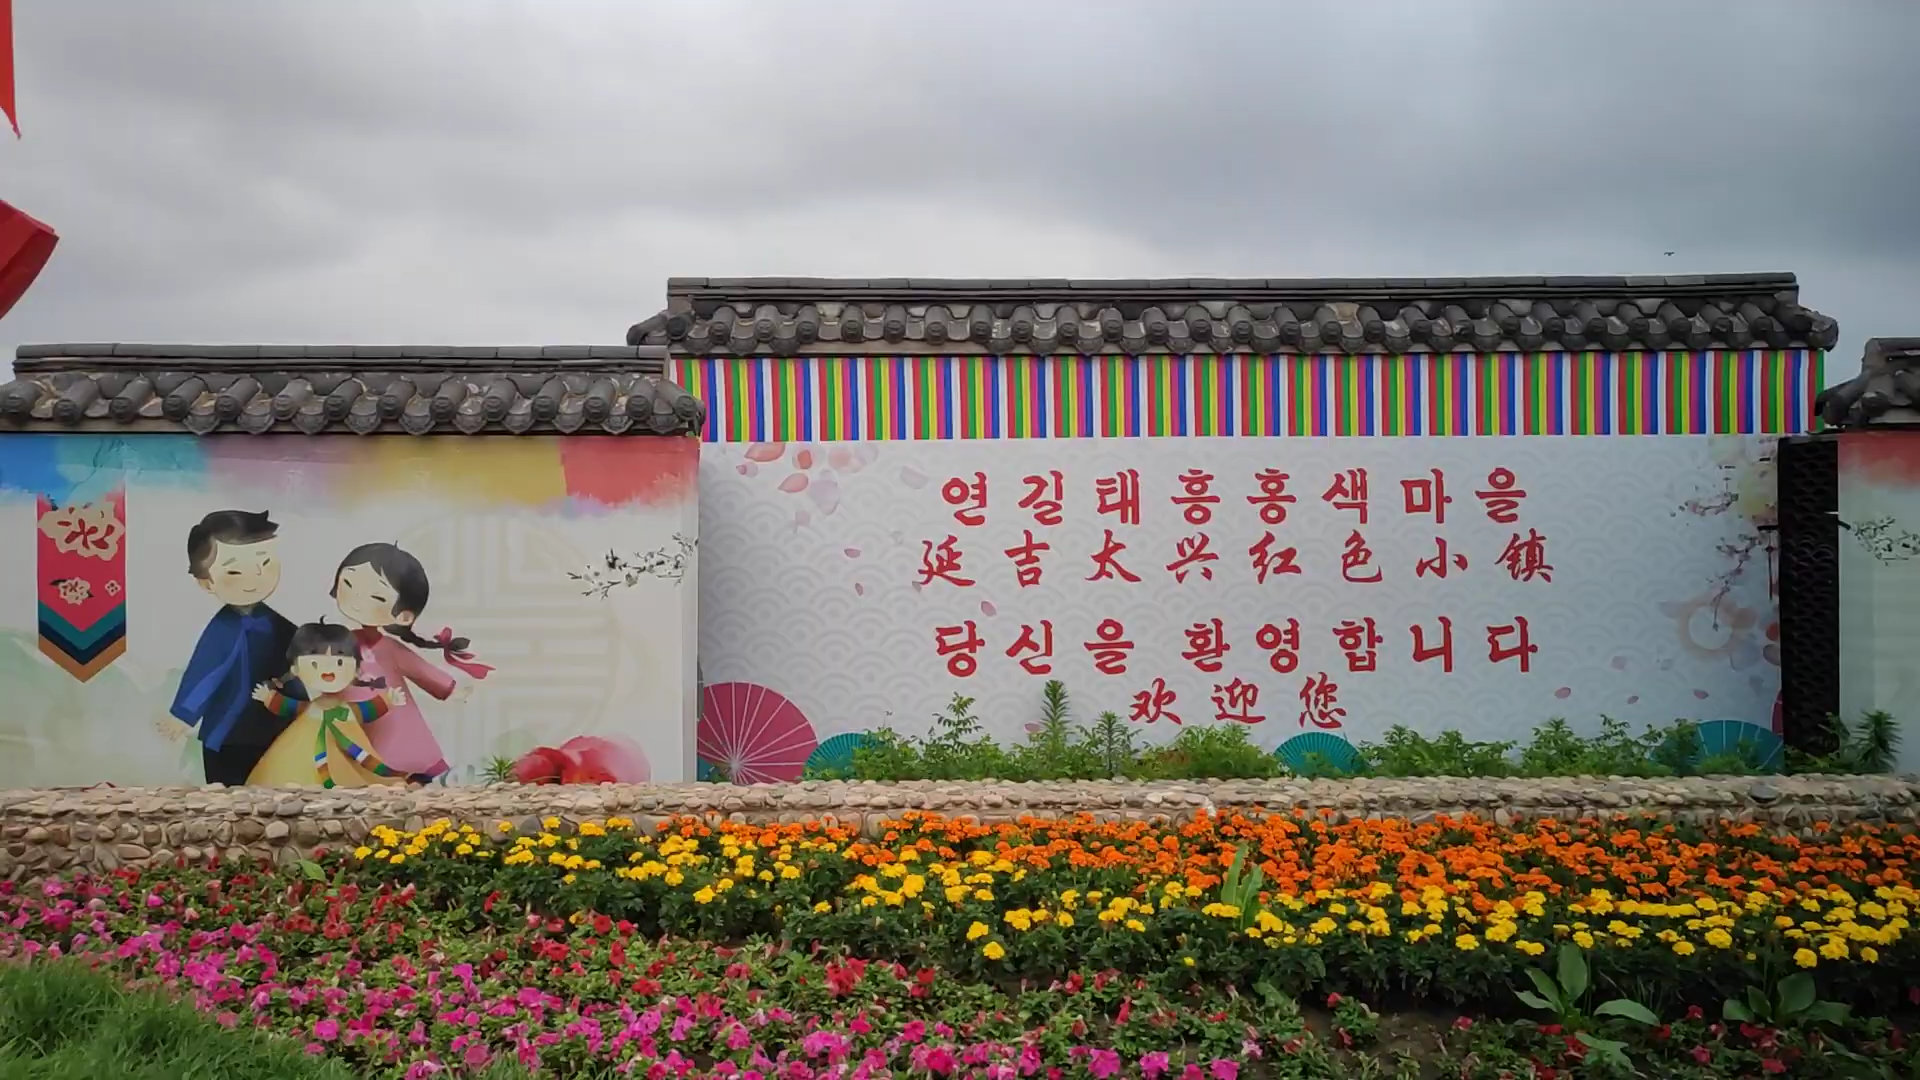 연길태흥홍색마을
延吉太兴红色小镇
당신을 환영합니다
欢迎您